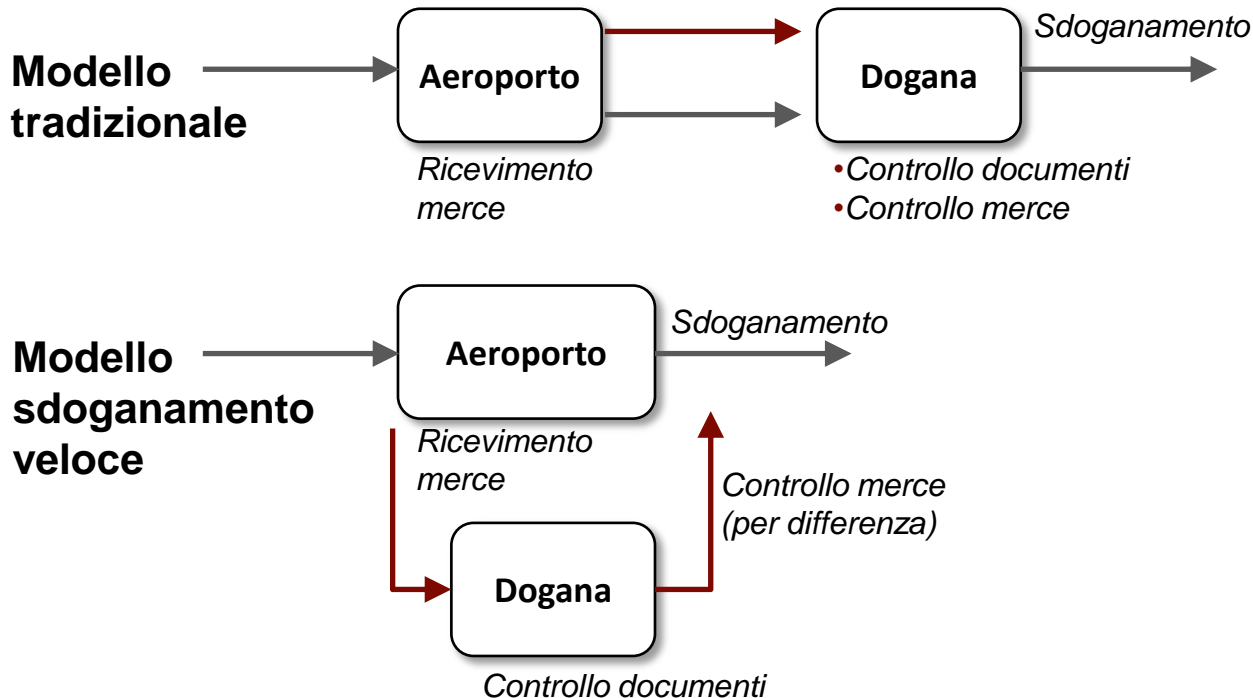 Modello
tradizionale
Aeroporto
Ricevimento
merce
Dogana
Sdoganamento
•Controllo documenti
•Controllo merce
Modello
sdoganamento
veloce
Aeroporto
Sdoganamento
Ricevimento
merce
Controllo merce
(per differenza)
Dogana
Controllo documenti